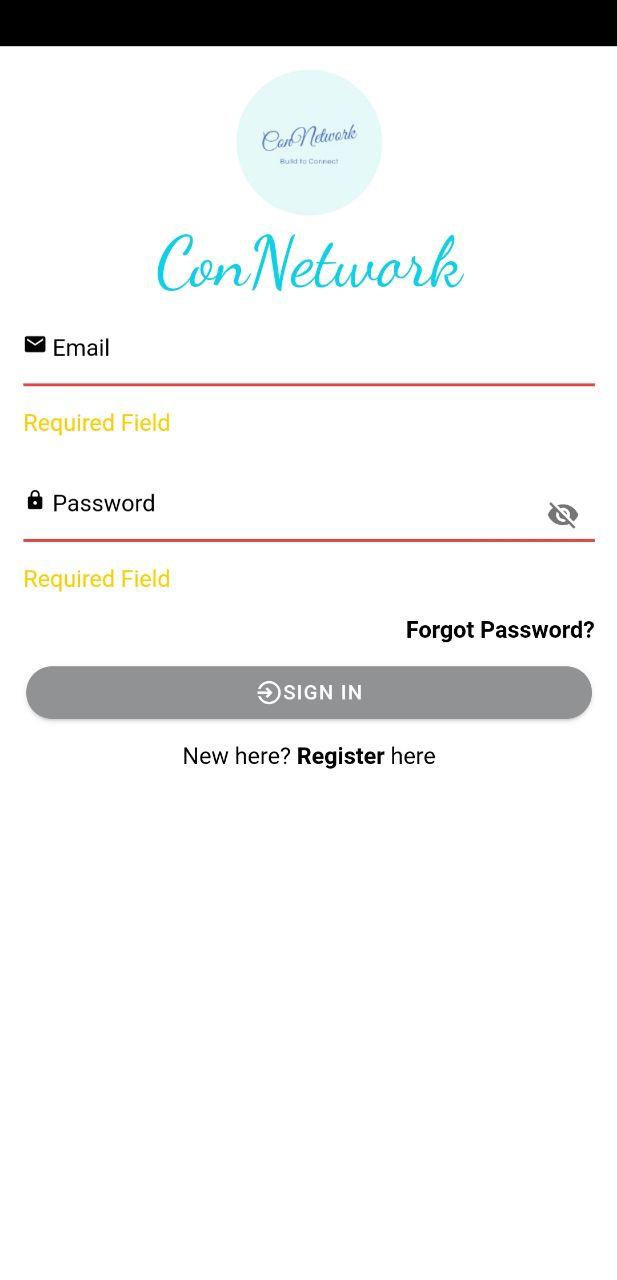 ConNetwork
Build to Connect
ConNetwork
Email
Required Field
Password
Required Field
Forgot Password?
SIGN IN
New here? Register here